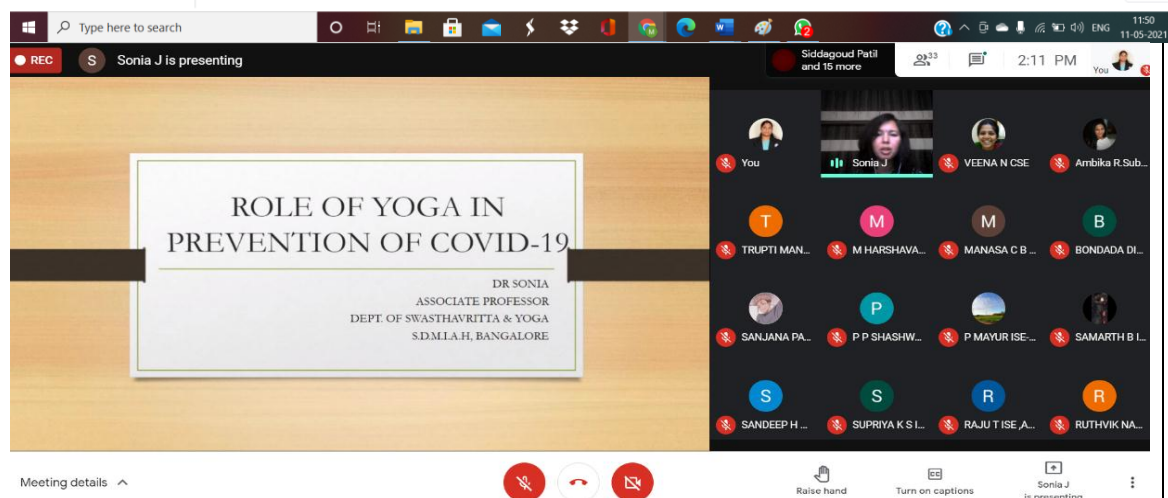 Type here to search
2
ENG
11:50
11-05-2021
REC
S
Sonia J is presenting
Siddagoud Patil
and 15 more
33
2:11 PM
You
ROLE OF YOGA IN
PREVENTION OF COVID-19
DR SONIA
ASSOCIATE PROFESSOR
DEPT. OF SWASTHAVRITTA & YOGA
S.D.M.I.A.H, BANGALORE
You
Sonia J
VEENA N CSE
Ambika R.Sub...
T
M
M
B
TRUPTI MAN...
M HARSHAVA...
MANASA C B ...
BONDADA DI...
P
SANJANA PA...
P P SHASHW...
P MAYUR ISE-...
SAMARTH B I...
S
S
R
R
SANDEEP H ...
SUPRIYA K S I...
RAJU T ISE ,A...
RUTHVIK NA...
Meeting details
Raise hand
CC
Turn on captions
Sonia J
is presenting